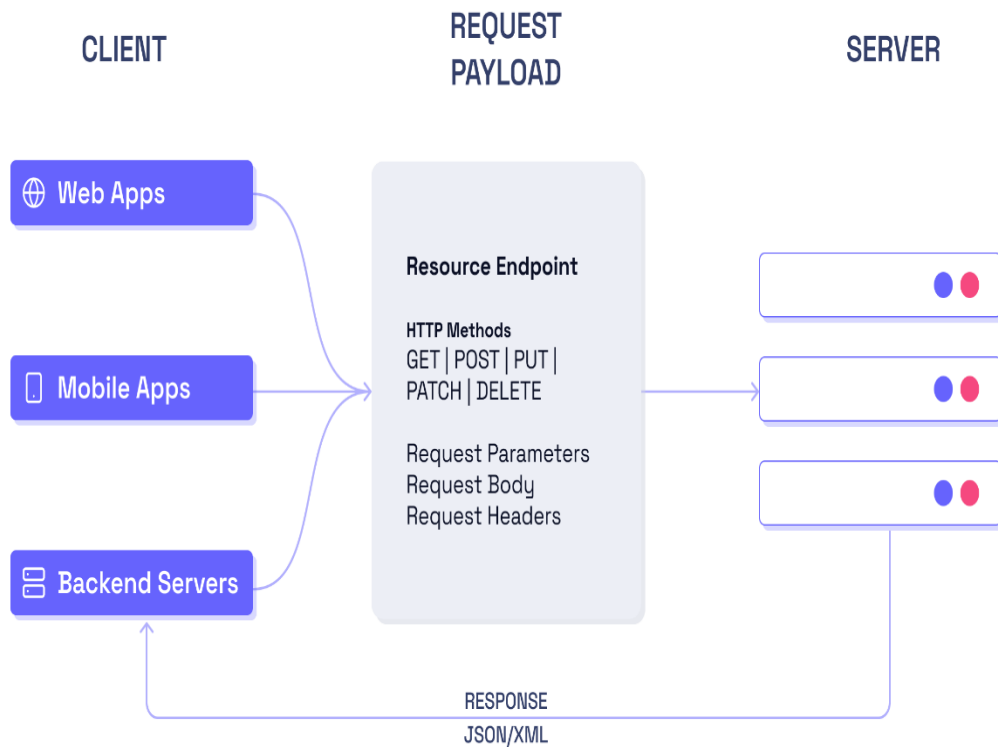 CLIENT
REQUEST
PAYLOAD
SERVER
Web Apps
Mobile Apps
Backend Servers
Resource Endpoint
HTTP Methods
GET | POST | PUT |
PATCH | DELETE
Request Parameters
Request Body
Request Headers
RESPONSE
JSON/XML